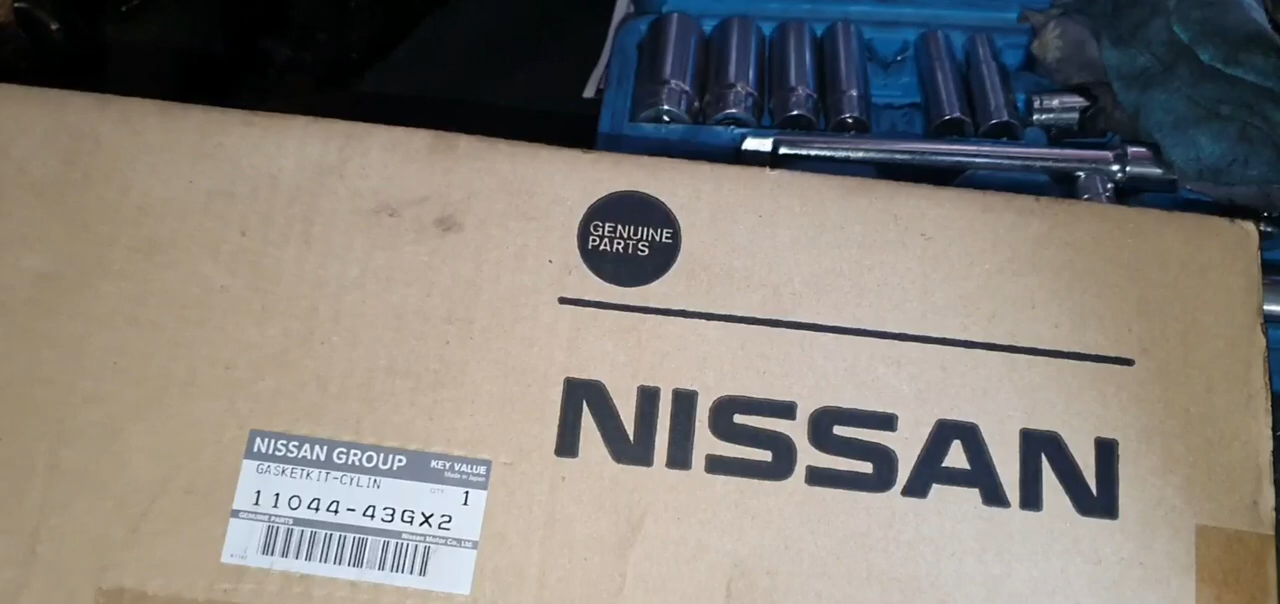 GENUINE
PARTS
NISSAN
NISSAN GROUP
KEY VALUE
Made in Japan
GASKETKIT-CYLIN
QTY 1
11044-43GX2
GENUINE PARTS
Nissan Motor Co., Ltd.